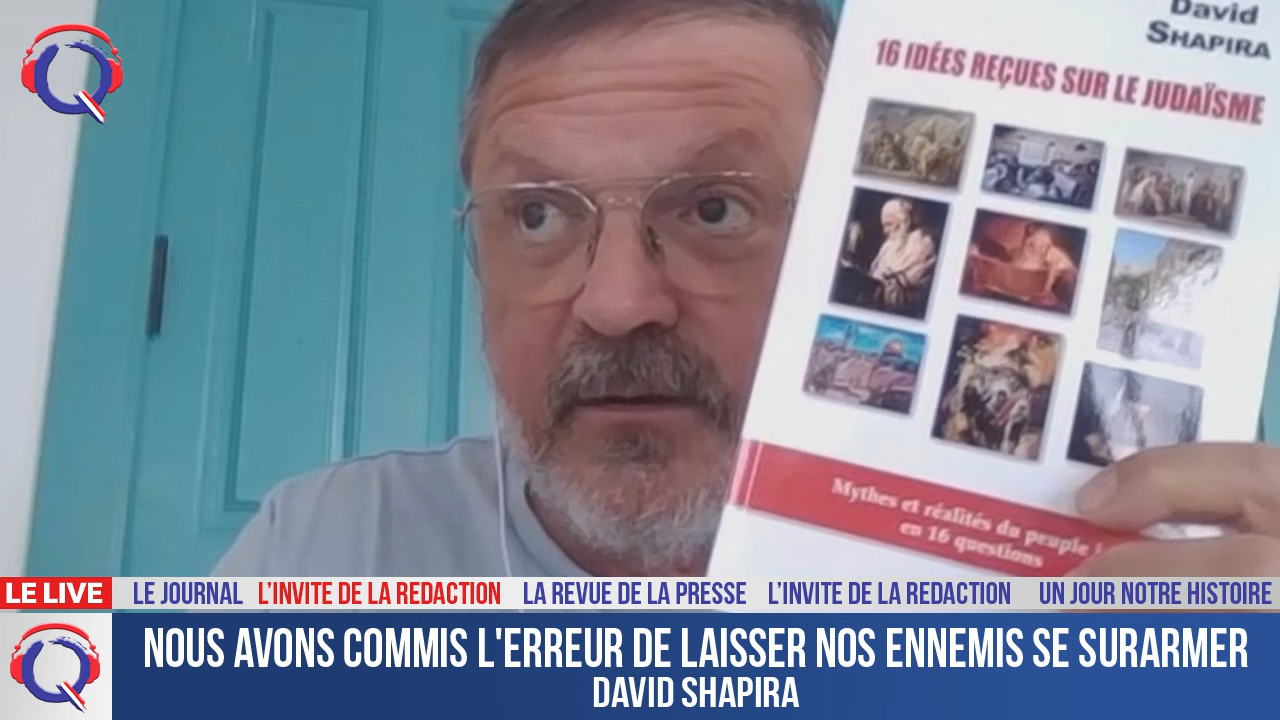 David
SHAPIRA
16 IDÉES REÇUES SUR LE JUDAÏSME
Mythes et réalités du peuple
en 16 questions
LE LIVE LE JOURNAL L'INVITE DE LA REDACTION LA REVUE DE LA PRESSE L'INVITE DE LA REDACTION UN JOUR NOTRE HISTOIRE
NOUS AVONS COMMIS L'ERREUR DE LAISSER NOS ENNEMIS SE SURARMER
DAVID SHAPIRA